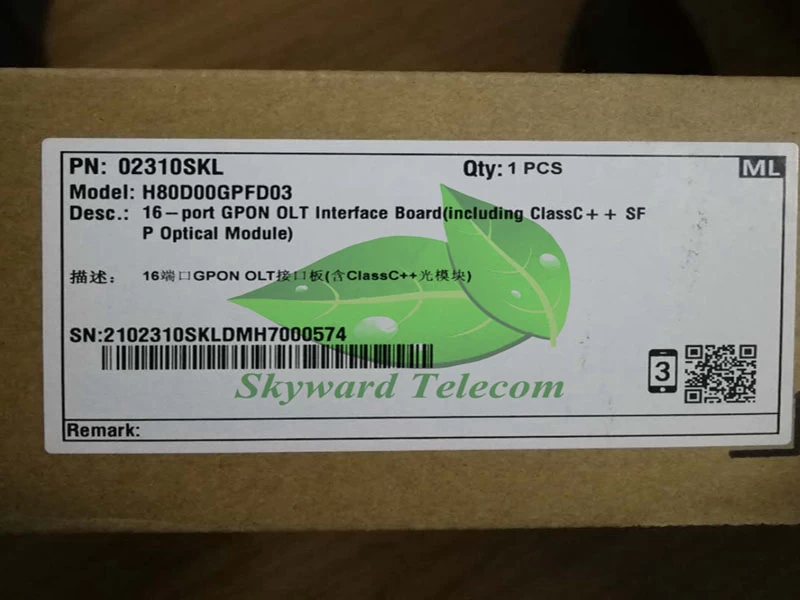 PN: 02310SKL Qty: 1 PCS ML
Model: H80D00GPFD03
Desc.: 16-port GPON OLT Interface Board(including ClassC++ SF
P Optical Module)
描述: 16端口GPON OLT接口板(含ClassC++光模块)
SN:2102310SKLDMH7000574
3
Skyward Telecom
Remark: